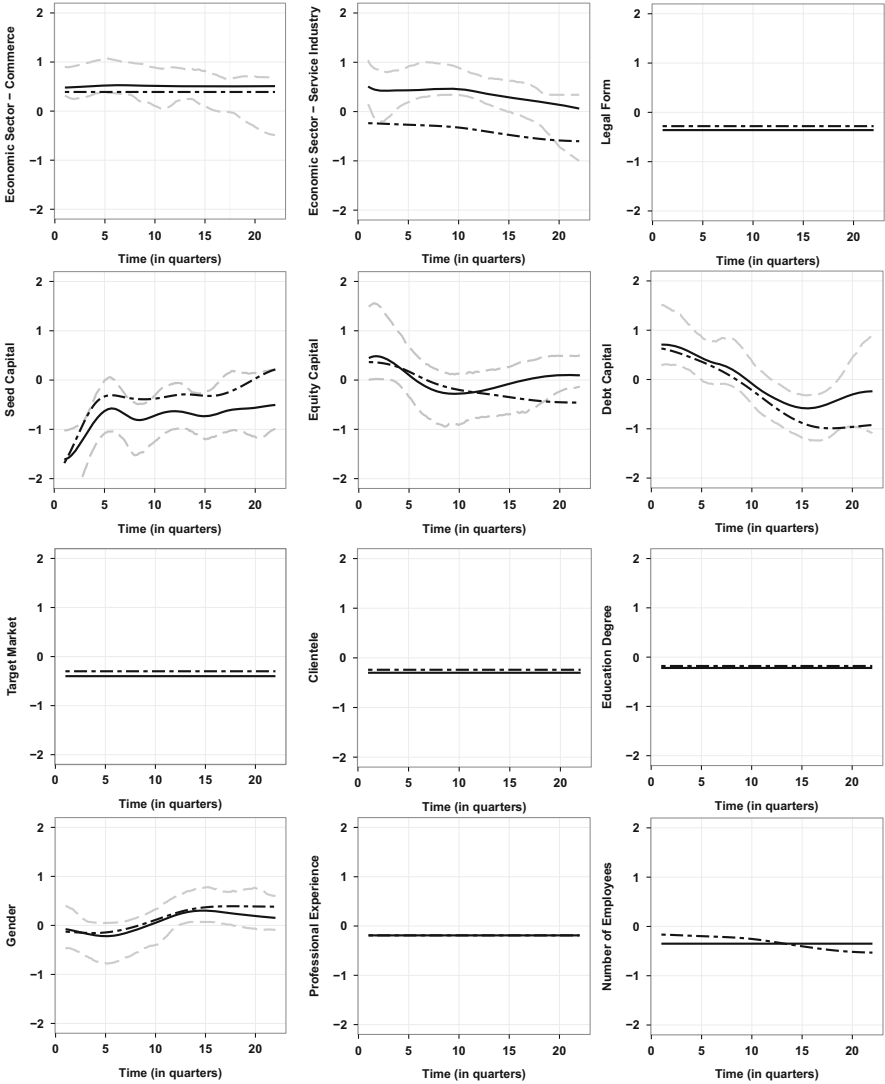 Economic Sector − Commerce
2
1
0
−1
−2
0 5 10 15 20
Time (in quarters)
Economic Sector − Service Industry
2
1
0
−1
−2
0 5 10 15 20
Time (in quarters)
Legal Form
2
1
0
−1
−2
0 5 10 15 20
Time (in quarters)
Seed Capital
2
1
0
−1
−2
0 5 10 15 20
Time (in quarters)
Equity Capital
2
1
0
−1
−2
0 5 10 15 20
Time (in quarters)
Debt Capital
2
1
0
−1
−2
0 5 10 15 20
Time (in quarters)
Target Market
2
1
0
−1
−2
0 5 10 15 20
Time (in quarters)
Clientele
2
1
0
−1
−2
0 5 10 15 20
Time (in quarters)
Education Degree
2
1
0
−1
−2
0 5 10 15 20
Time (in quarters)
Gender
2
1
0
−1
−2
0 5 10 15 20
Time (in quarters)
Professional Experience
2
1
0
−1
−2
0 5 10 15 20
Time (in quarters)
Number of Employees
2
1
0
−1
−2
0 5 10 15 20
Time (in quarters)